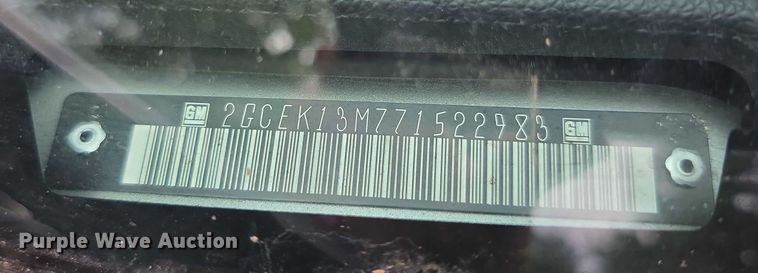 GM 2GCEK13M771522983 GM
Purple Wave Auction